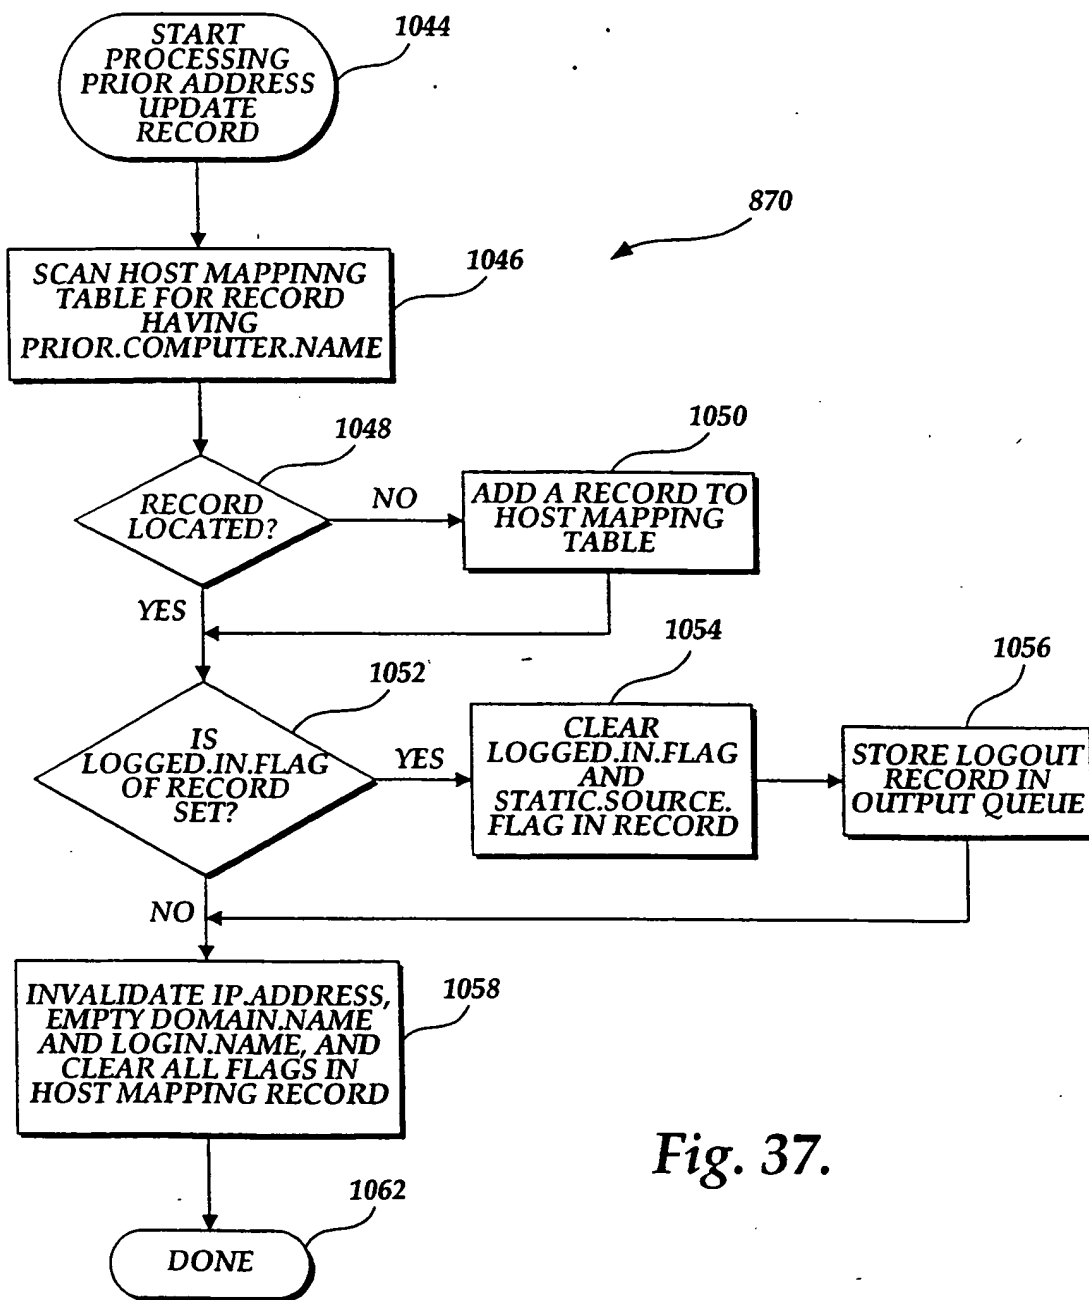 START
PROCESSING
PRIOR ADDRESS
UPDATE
RECORD
1044
870
SCAN HOST MAPPINNG
TABLE FOR RECORD
HAVING
PRIOR.COMPUTER.NAME
1046
1048
RECORD
LOCATED?
NO
1050
ADD A RECORD TO
HOST MAPPING
TABLE
YES
1052
IS
LOGGED.IN.FLAG
OF RECORD
SET?
YES
1054
CLEAR
LOGGED.IN.FLAG
AND
STATIC.SOURCE.
FLAG IN RECORD
1056
STORE LOGOUT
RECORD IN
OUTPUT QUEUE
NO
INVALIDATE IP.ADDRESS,
EMPTY DOMAIN.NAME
AND LOGIN.NAME, AND
CLEAR ALL FLAGS IN
HOST MAPPING RECORD
1058
Fig. 37.
1062
DONE